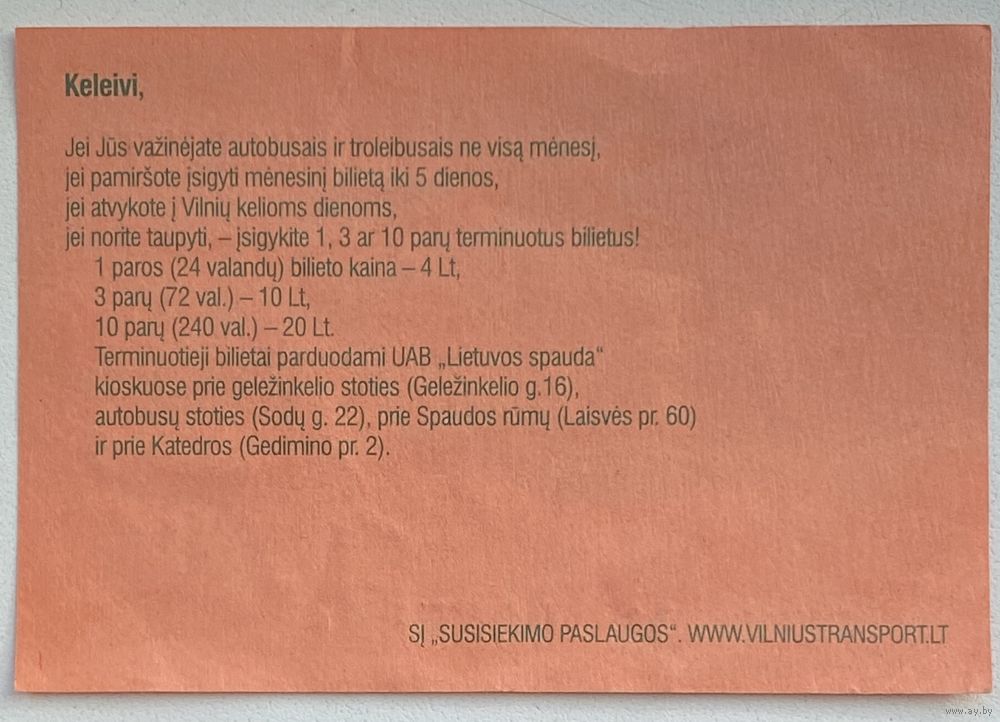 Keleivi,
Jei Jūs važinėjate autobusais ir troleibusais ne visą mėnesį,
jei pamiršote įsigyti mėnesinį bilietą iki 5 dienos,
jei atvykote į Vilnių kelioms dienoms,
jei norite taupyti, – įsigykite 1, 3 ar 10 parų terminuotus bilietus!
1 paros (24 valandų) bilieto kaina – 4 Lt,
3 parų (72 val.) – 10 Lt,
10 parų (240 val.) – 20 Lt.
Terminuotieji bilietai parduodami UAB „Lietuvos spauda“
kioskuose prie geležinkelio stoties (Geležinkelio g.16),
autobusų stoties (Sodų g. 22), prie Spaudos rūmų (Laisvės pr. 60)
ir prie Katedros (Gedimino pr. 2).
SĮ „SUSISIEKIMO PASLAUGOS“. WWW.VILNIUSTRANSPORT.LT
www.ay.by